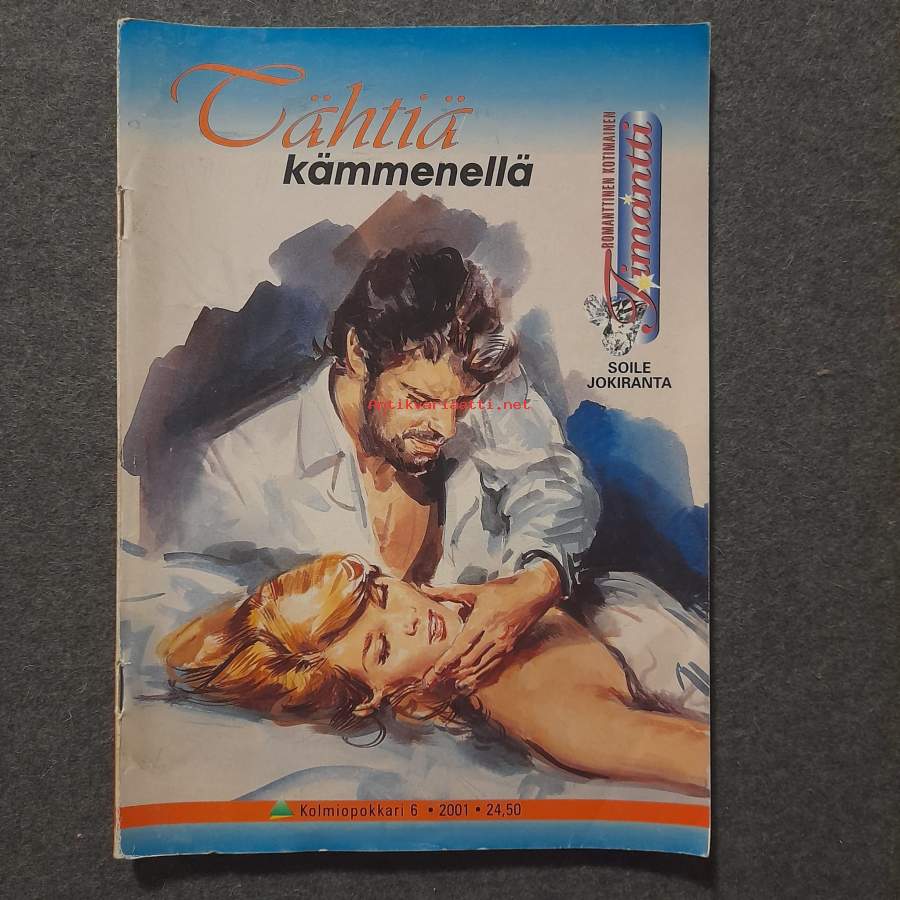 Tähtiä
kämmenellä
ROMANTTINEN KOTIMAINEN
Timantti
SOILE
JOKIRANTA
Antikvariaatti.net
Kolmiopokkari 6 • 2001 • 24,50